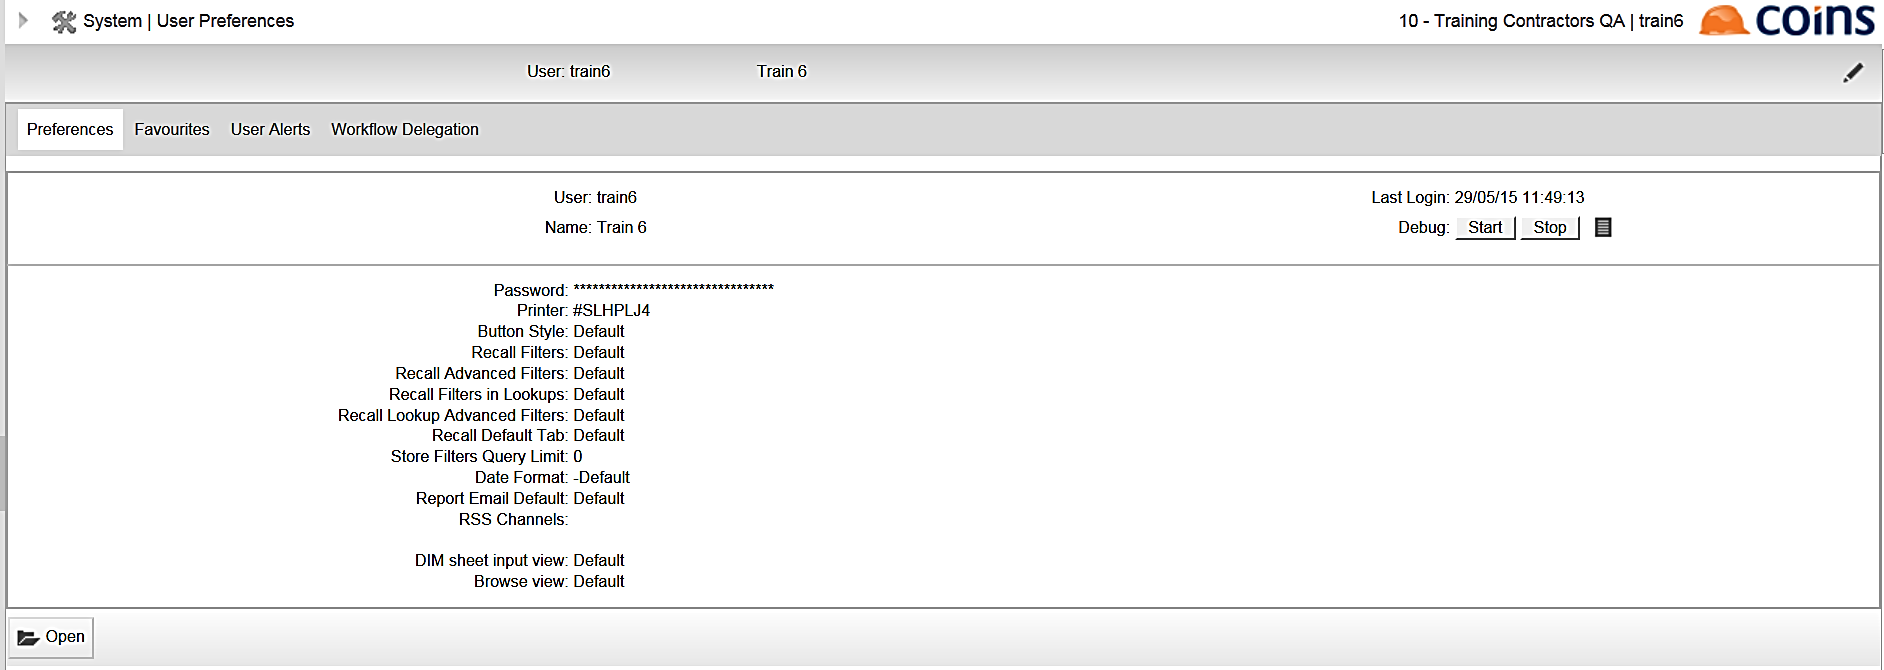 System | User Preferences
10 - Training Contractors QA | train6
coins
User: train6
Train 6
Preferences
Favourites
User Alerts
Workflow Delegation
User: train6
Last Login: 29/05/15 11:49:13
Name: Train 6
Debug: Start Stop
Password: ********************************
Printer: #SLHPLJ4
Button Style: Default
Recall Filters: Default
Recall Advanced Filters: Default
Recall Filters in Lookups: Default
Recall Lookup Advanced Filters: Default
Recall Default Tab: Default
Store Filters Query Limit: 0
Date Format: -Default
Report Email Default: Default
RSS Channels:
DIM sheet input view: Default
Browse view: Default
Open